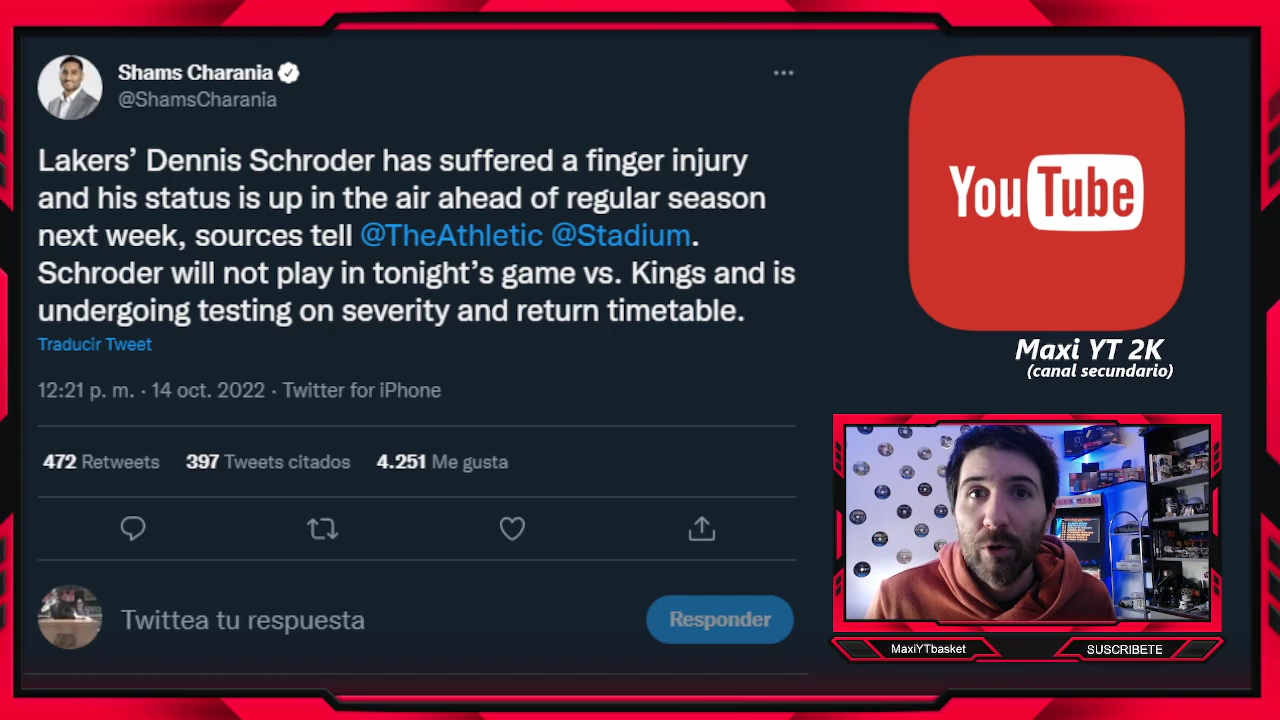 Shams Charania
@ShamsCharania
Lakers’ Dennis Schroder has suffered a finger injury
and his status is up in the air ahead of regular season
next week, sources tell @TheAthletic @Stadium.
Schroder will not play in tonight’s game vs. Kings and is
undergoing testing on severity and return timetable.
Traducir Tweet
12:21 p. m. · 14 oct. 2022 · Twitter for iPhone
472 Retweets 397 Tweets citados 4.251 Me gusta
Twittea tu respuesta
Responder
YouTube
Maxi YT 2K
(canal secundario)
MaxiYTbasket
SUSCRIBETE